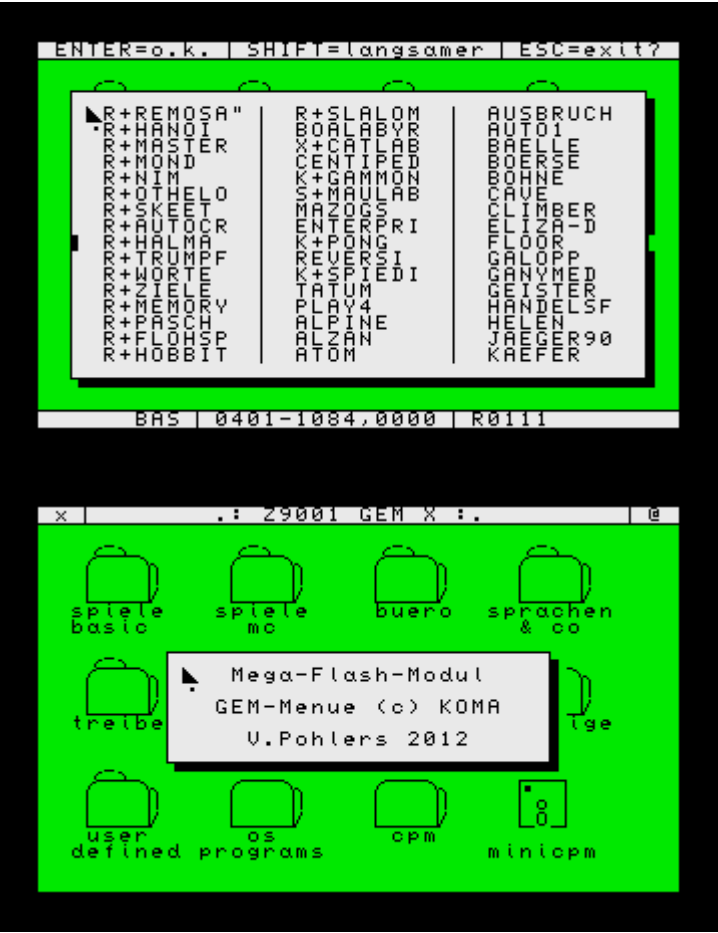 ENTER=o.k. | SHIFT=langsamer | ESC=exit?
R+REMOSA" | R+SLALOM | AUSBRUCH
R+HANOI | BOALABYR | AUTO1
R+MASTER | X+CATLAB | BAELLE
R+MOND | CENTIPED | BOERSE
R+NIM | K+GAMMON | BOHNE
R+OTHELO | S+MAULAB | CAVE
R+SKEET | MAZOGS | CLIMBER
R+AUTOCR | ENTERPRI | ELIZA-D
R+HALMA | K+PONG | FLOOR
R+TRUMPF | REVERSI | GALOPP
R+WORTE | K+SPIEDI | GANYMED
R+ZIELE | TATUM | GEISTER
R+MEMORY | PLAY4 | HANDELSF
R+PASCH | ALPINE | HELEN
R+FLOHSP | ALZAN | JAEGER90
R+HOBBIT | ATOM | KAEFER
BAS | 0401-1084,0000 | R0111
x | .: Z9001 GEM X :. | @
spiele spiele buero sprachen
basic mc & co
Mega-Flash-Modul
GEM-Menue (c) KOMA
V.Pohlers 2012
treibe ige
user os cpm
defined programs minicpm